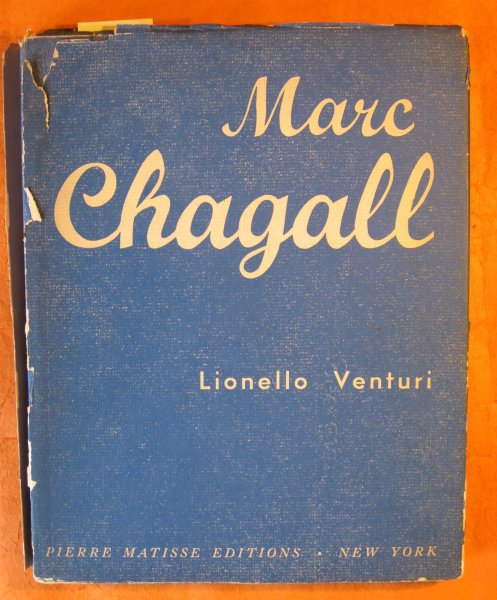 Marc
Chagall
Lionello Venturi
PIERRE MATISSE EDITIONS • NEW YORK